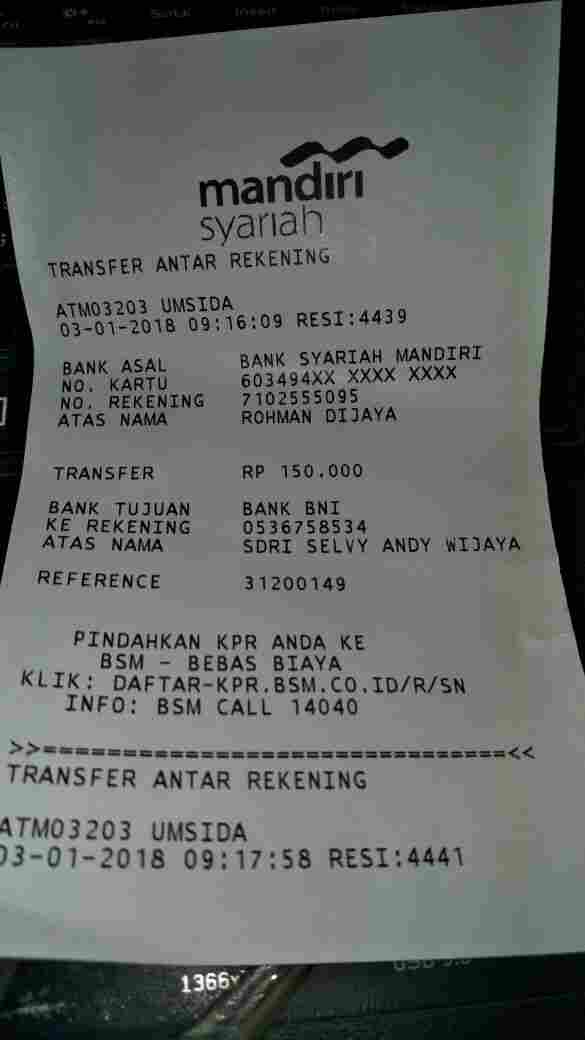 mandiri
syariah
TRANSFER ANTAR REKENING
ATM03203 UMSIDA
03-01-2018 09:16:09 RESI:4439
BANK ASAL BANK SYARIAH MANDIRI
NO. KARTU 603494XX XXXX XXXX
NO. REKENING 7102555095
ATAS NAMA ROHMAN DIJAYA
TRANSFER RP 150.000
BANK TUJUAN BANK BNI
KE REKENING 0536758534
ATAS NAMA SDRI SELVY ANDY WIJAYA
REFERENCE 31200149
PINDAHKAN KPR ANDA KE
BSM - BEBAS BIAYA
KLIK: DAFTAR-KPR.BSM.CO.ID/R/SN
INFO: BSM CALL 14040
>>==============================<<
TRANSFER ANTAR REKENING
ATM03203 UMSIDA
03-01-2018 09:17:58 RESI:4441
1366x